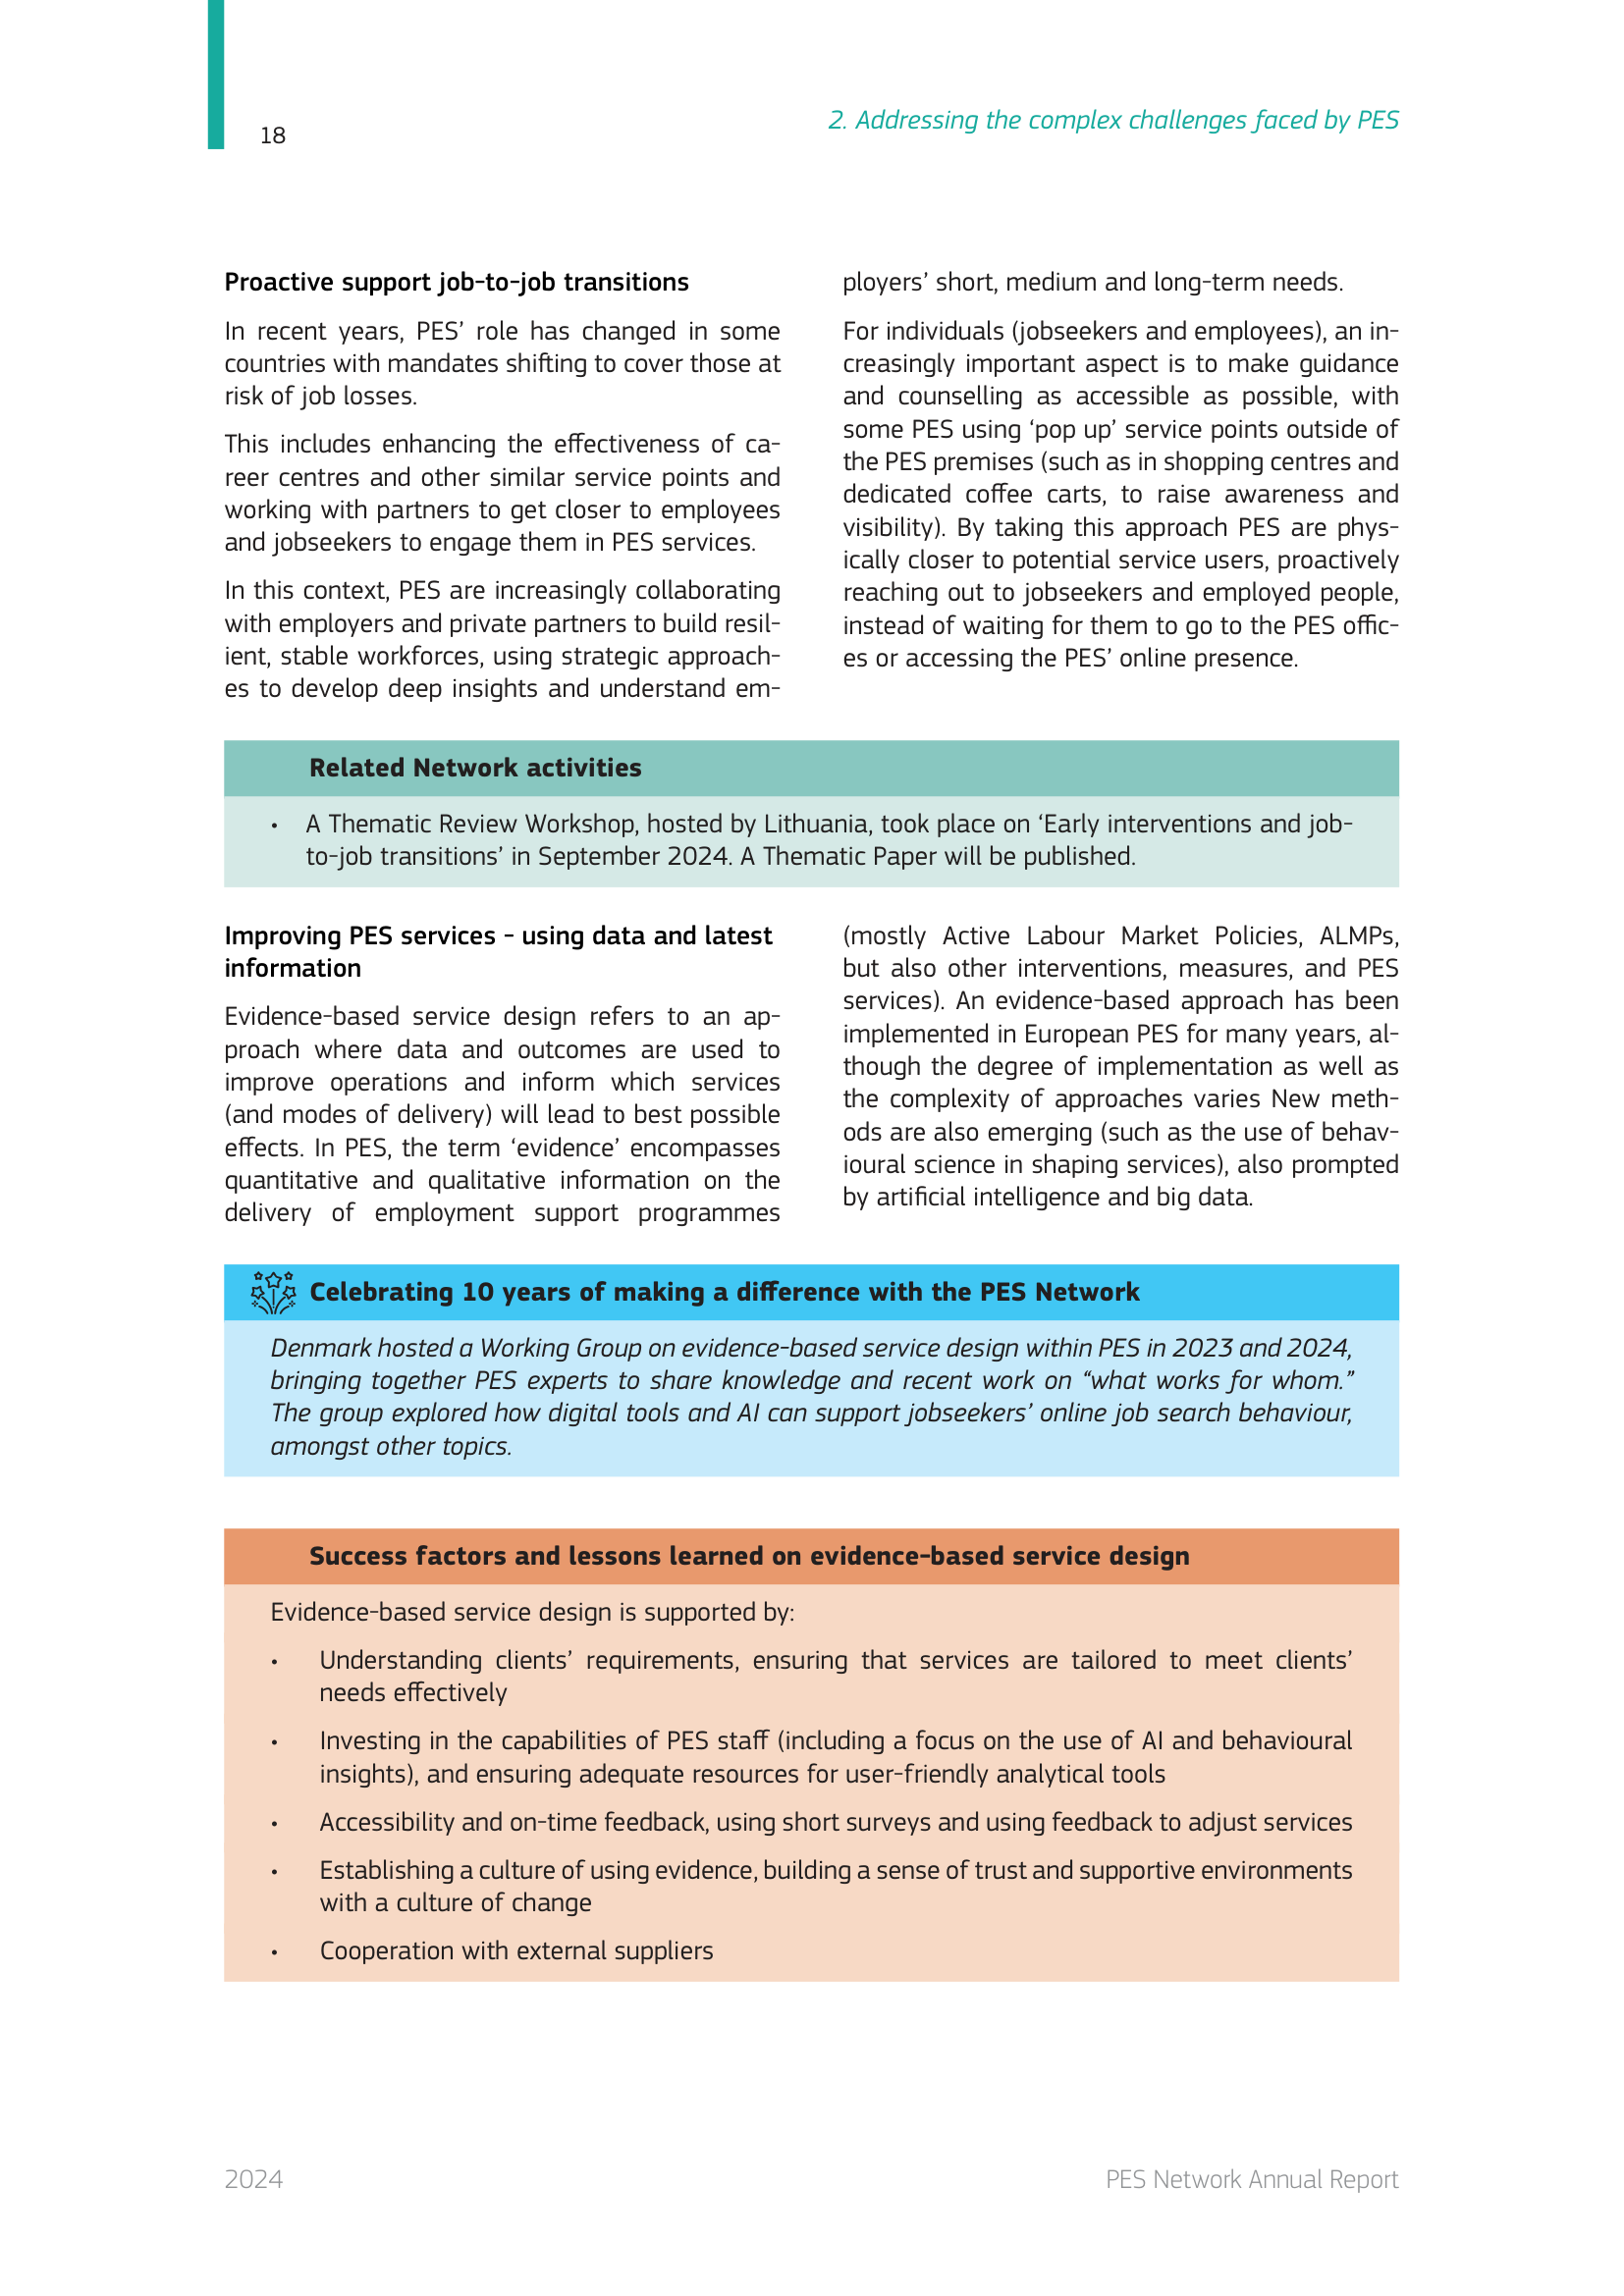 18
2. Addressing the complex challenges faced by PES
Proactive support job-to-job transitions
In recent years, PES’ role has changed in some
countries with mandates shifting to cover those at
risk of job losses.
This includes enhancing the effectiveness of ca-
reer centres and other similar service points and
working with partners to get closer to employees
and jobseekers to engage them in PES services.
In this context, PES are increasingly collaborating
with employers and private partners to build resil-
ient, stable workforces, using strategic approach-
es to develop deep insights and understand em-
ployers’ short, medium and long-term needs.
For individuals (jobseekers and employees), an in-
creasingly important aspect is to make guidance
and counselling as accessible as possible, with
some PES using ‘pop up’ service points outside of
the PES premises (such as in shopping centres and
dedicated coffee carts, to raise awareness and
visibility). By taking this approach PES are phys-
ically closer to potential service users, proactively
reaching out to jobseekers and employed people,
instead of waiting for them to go to the PES offic-
es or accessing the PES’ online presence.
Related Network activities
• A Thematic Review Workshop, hosted by Lithuania, took place on ‘Early interventions and job-
to-job transitions’ in September 2024. A Thematic Paper will be published.
Improving PES services - using data and latest
information
Evidence-based service design refers to an ap-
proach where data and outcomes are used to
improve operations and inform which services
(and modes of delivery) will lead to best possible
effects. In PES, the term ‘evidence’ encompasses
quantitative and qualitative information on the
delivery of employment support programmes
(mostly Active Labour Market Policies, ALMPs,
but also other interventions, measures, and PES
services). An evidence-based approach has been
implemented in European PES for many years, al-
though the degree of implementation as well as
the complexity of approaches varies New meth-
ods are also emerging (such as the use of behav-
ioural science in shaping services), also prompted
by artificial intelligence and big data.
Celebrating 10 years of making a difference with the PES Network
Denmark hosted a Working Group on evidence-based service design within PES in 2023 and 2024,
bringing together PES experts to share knowledge and recent work on “what works for whom.”
The group explored how digital tools and AI can support jobseekers’ online job search behaviour,
amongst other topics.
Success factors and lessons learned on evidence-based service design
Evidence-based service design is supported by:
• Understanding clients’ requirements, ensuring that services are tailored to meet clients’
needs effectively
• Investing in the capabilities of PES staff (including a focus on the use of AI and behavioural
insights), and ensuring adequate resources for user-friendly analytical tools
• Accessibility and on-time feedback, using short surveys and using feedback to adjust services
• Establishing a culture of using evidence, building a sense of trust and supportive environments
with a culture of change
• Cooperation with external suppliers
2024
PES Network Annual Report